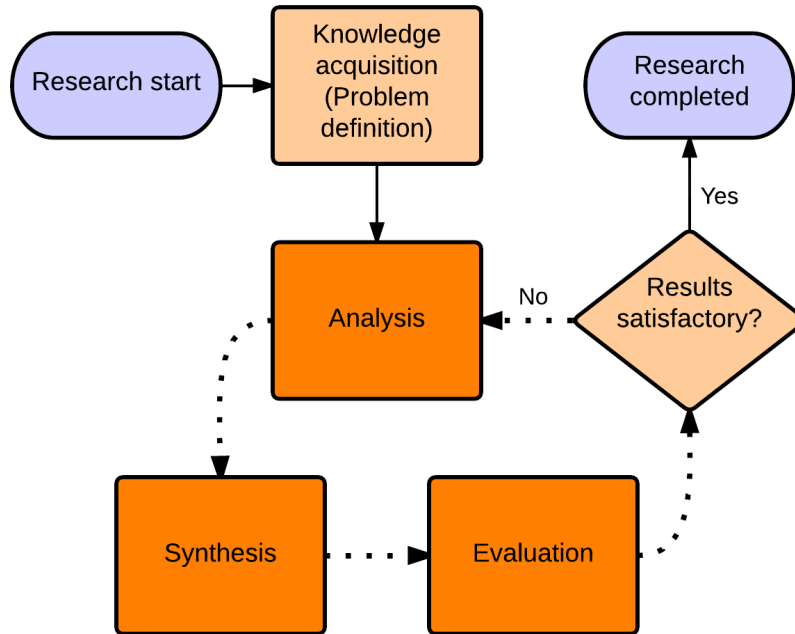 Research start
Knowledge
acquisition
(Problem
definition)
Research
completed
Yes
Analysis
No
Results
satisfactory?
Synthesis
Evaluation